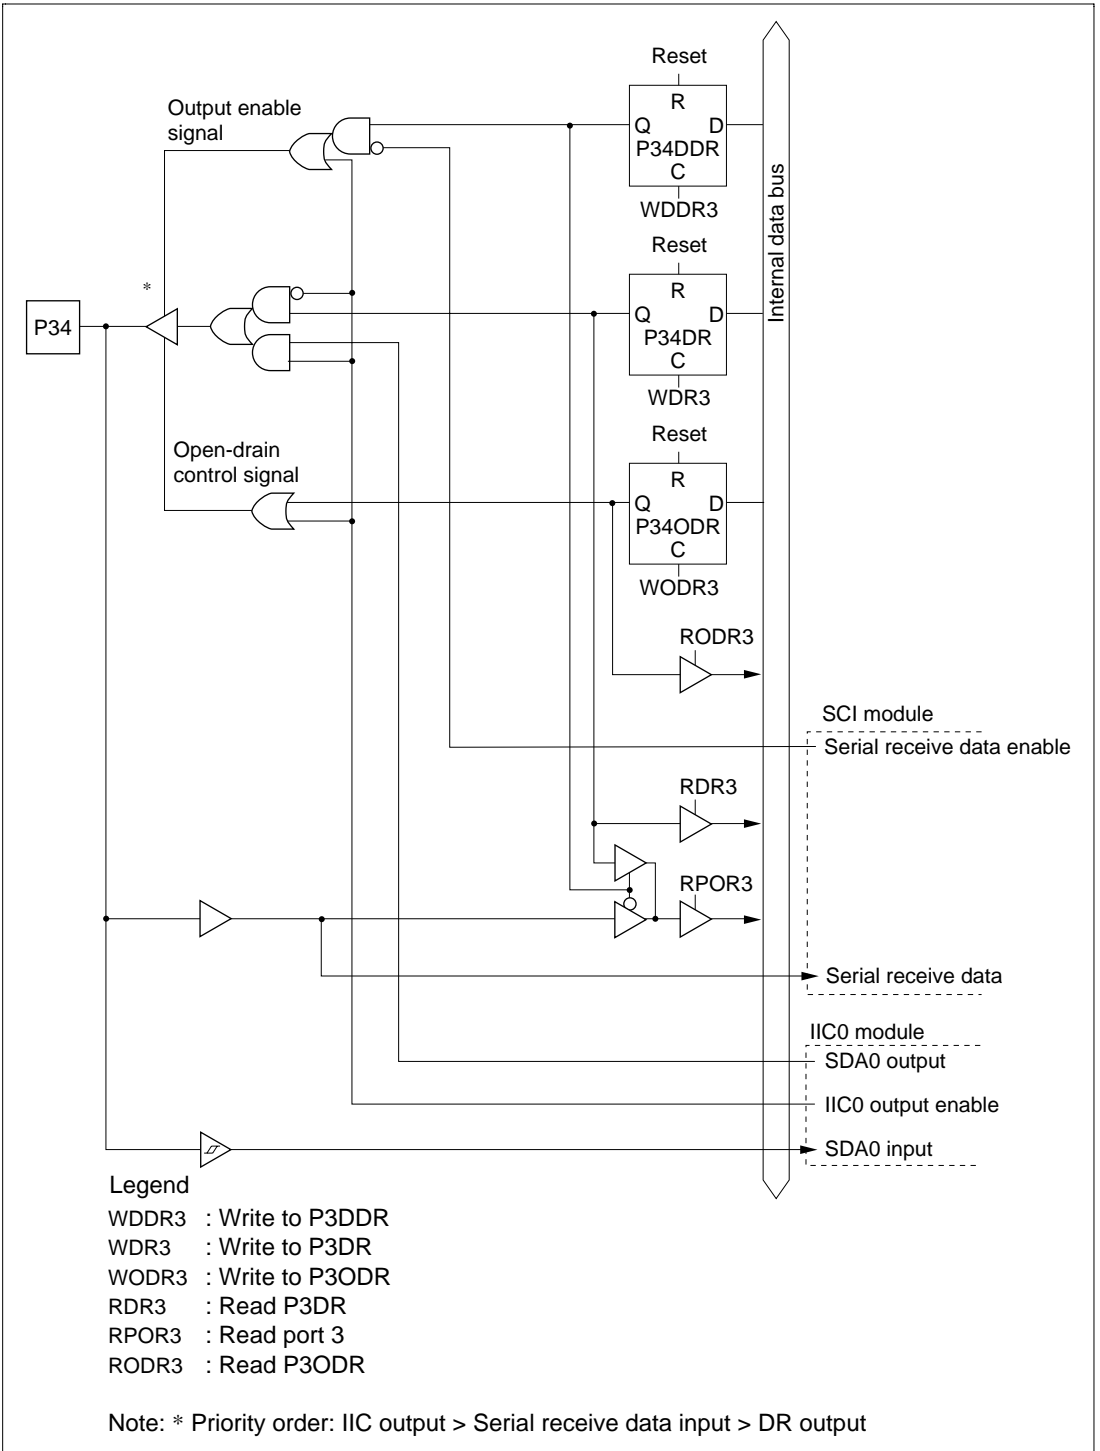 Reset
R
Q D
P34DDR
C
WDDR3
Output enable
signal
Internal data bus
Reset
R
Q D
P34DR
C
WDR3
*
P34
Reset
R
Q D
P34ODR
C
WODR3
Open-drain
control signal
RODR3
SCI module
Serial receive data enable
RDR3
RPOR3
Serial receive data
IIC0 module
SDA0 output
IIC0 output enable
SDA0 input
Legend
WDDR3 : Write to P3DDR
WDR3 : Write to P3DR
WODR3 : Write to P3ODR
RDR3 : Read P3DR
RPOR3 : Read port 3
RODR3 : Read P3ODR
Note: * Priority order: IIC output > Serial receive data input > DR output